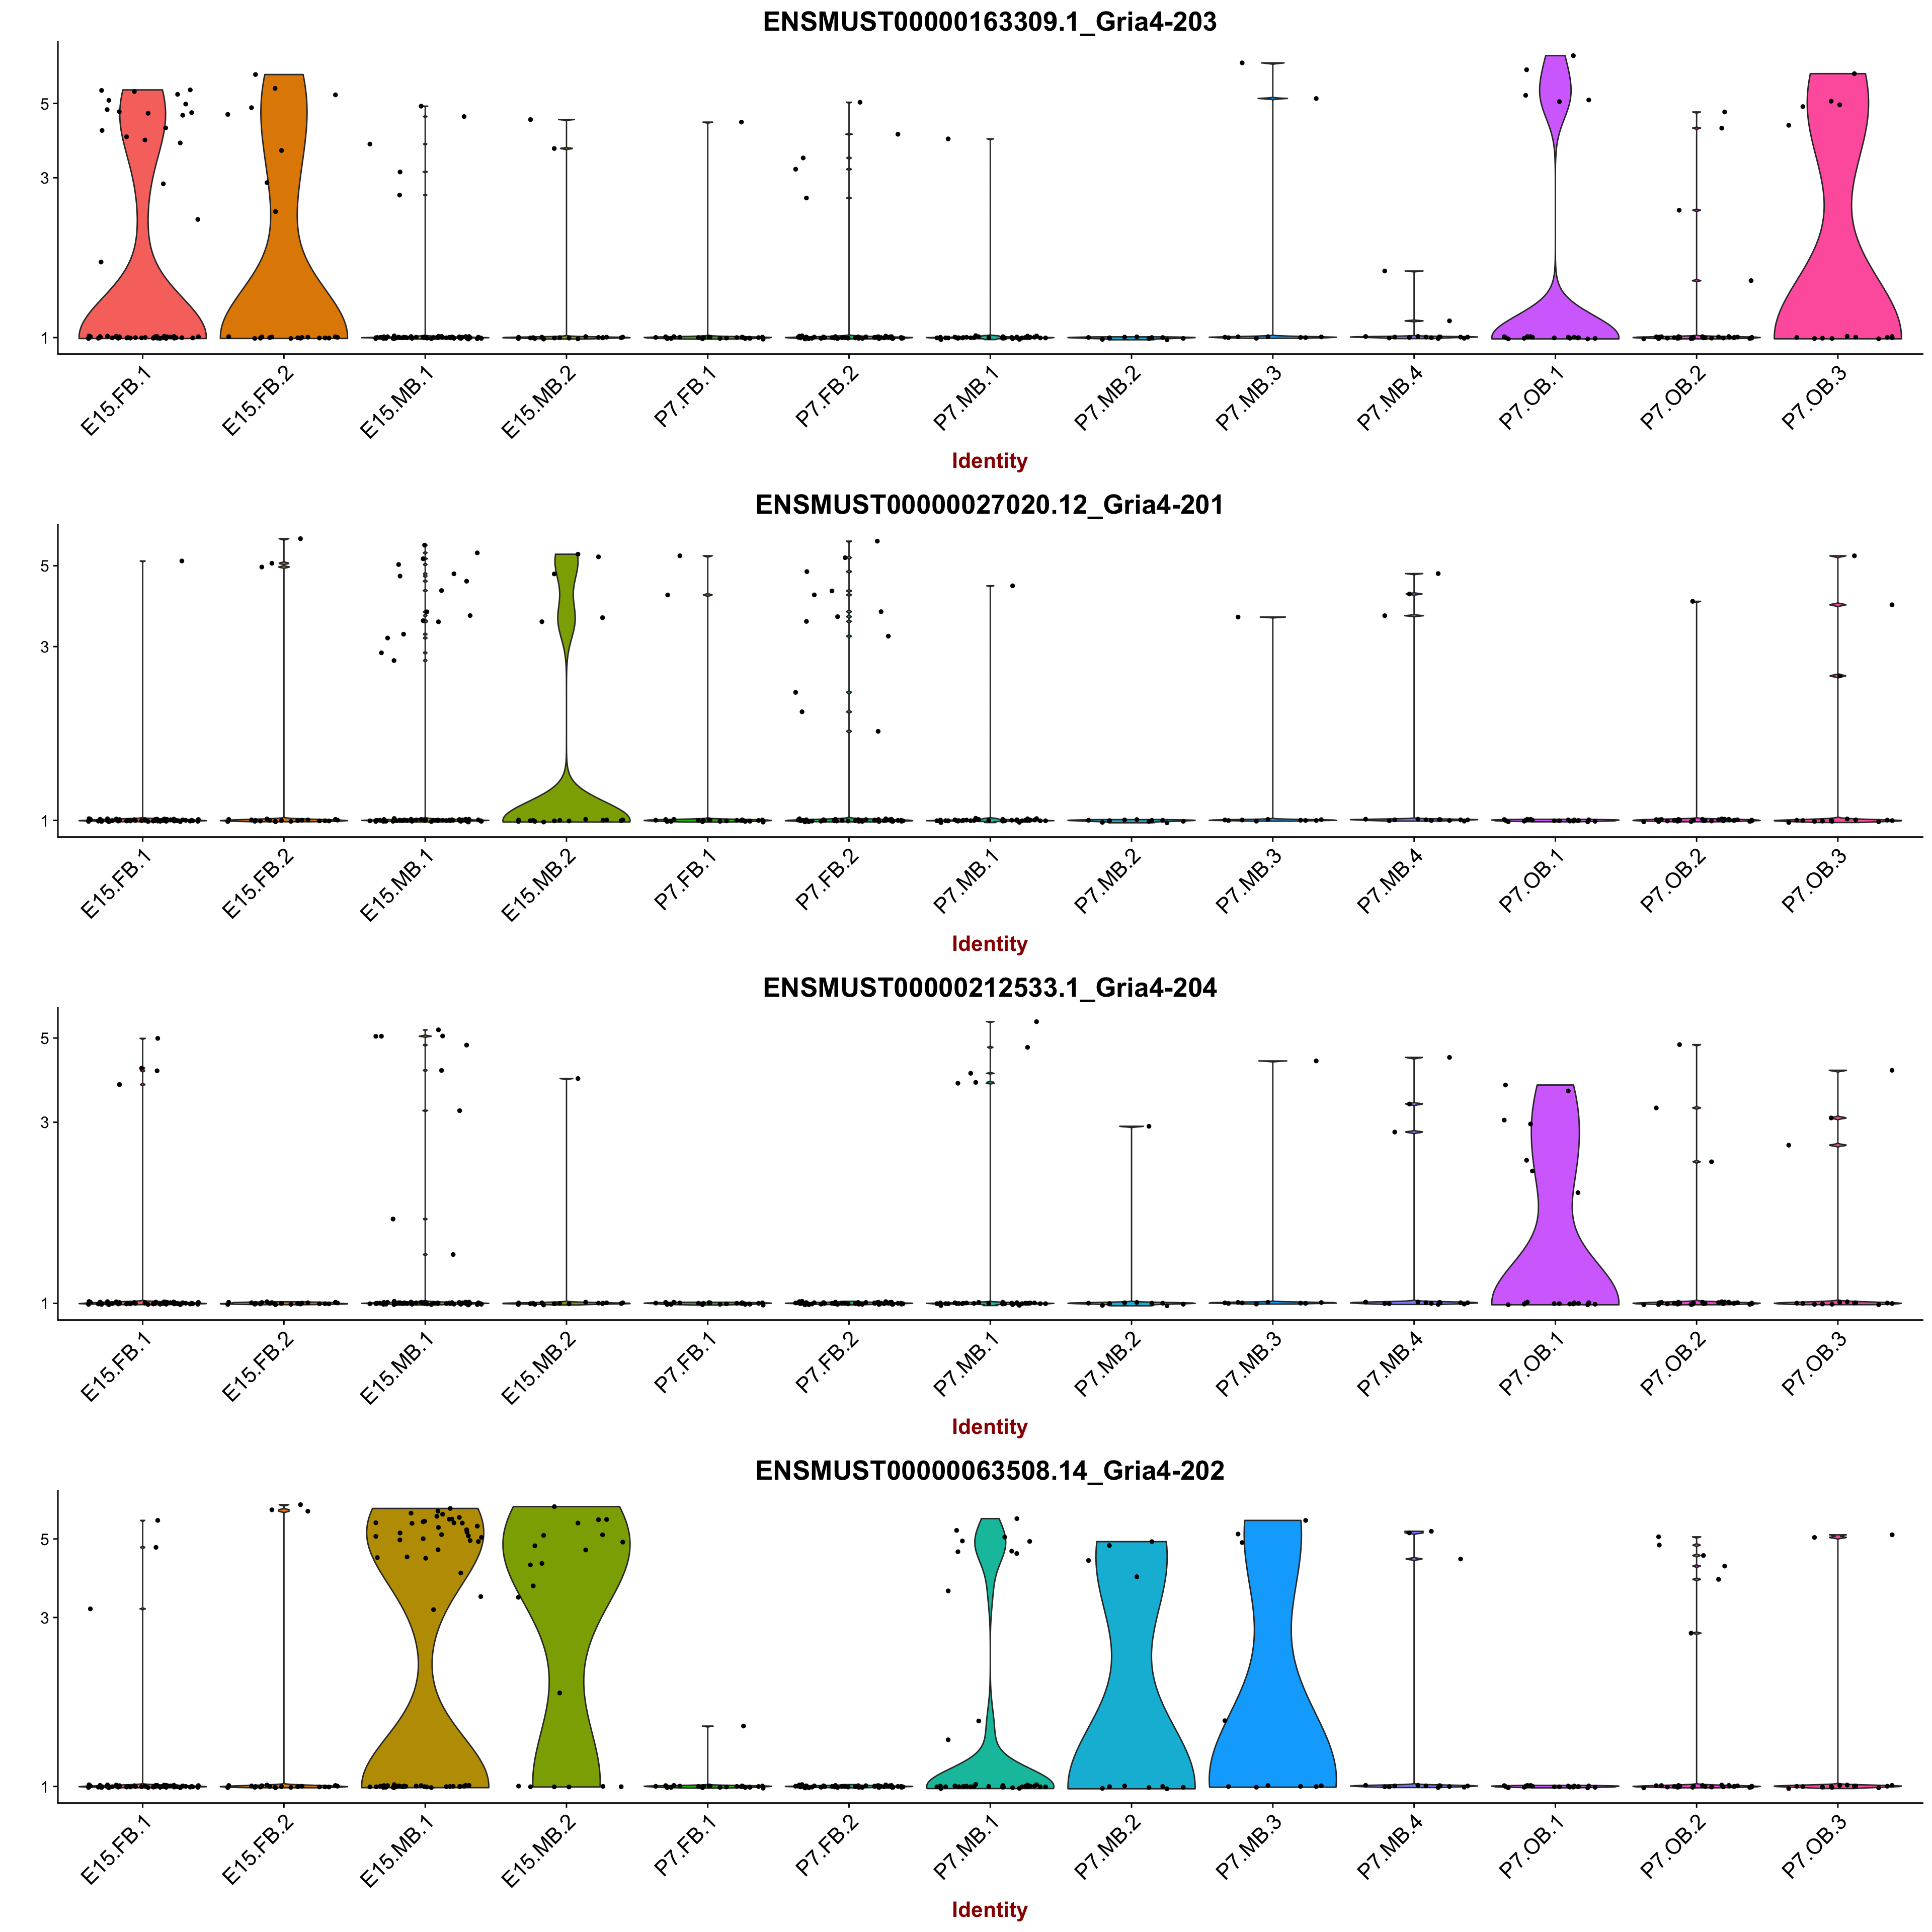 ENSMUST00000163309.1_Gria4-203
5
3
1
E15.FB.1 E15.FB.2 E15.MB.1 E15.MB.2 P7.FB.1 P7.FB.2 P7.MB.1 P7.MB.2 P7.MB.3 P7.MB.4 P7.OB.1 P7.OB.2 P7.OB.3
Identity
ENSMUST00000027020.12_Gria4-201
5
3
1
E15.FB.1 E15.FB.2 E15.MB.1 E15.MB.2 P7.FB.1 P7.FB.2 P7.MB.1 P7.MB.2 P7.MB.3 P7.MB.4 P7.OB.1 P7.OB.2 P7.OB.3
Identity
ENSMUST00000212533.1_Gria4-204
5
3
1
E15.FB.1 E15.FB.2 E15.MB.1 E15.MB.2 P7.FB.1 P7.FB.2 P7.MB.1 P7.MB.2 P7.MB.3 P7.MB.4 P7.OB.1 P7.OB.2 P7.OB.3
Identity
ENSMUST00000063508.14_Gria4-202
5
3
1
E15.FB.1 E15.FB.2 E15.MB.1 E15.MB.2 P7.FB.1 P7.FB.2 P7.MB.1 P7.MB.2 P7.MB.3 P7.MB.4 P7.OB.1 P7.OB.2 P7.OB.3
Identity